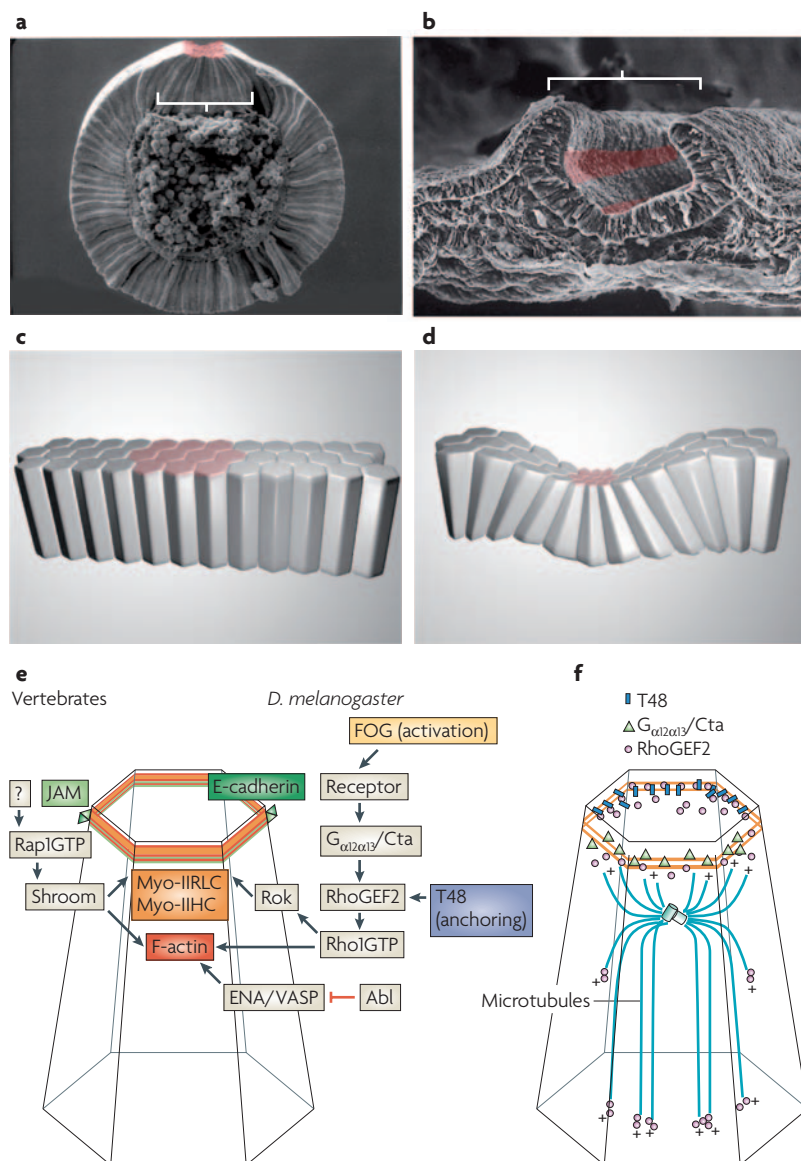 a
b
c
d
e
Vertebrates
D. melanogaster
FOG (activation)
?
JAM
E-cadherin
Receptor
Rap1GTP
Gα12α13/Cta
Shroom
Myo-IIRLC
Myo-IIHC
Rok
RhoGEF2
T48
(anchoring)
F-actin
Rho1GTP
ENA/VASP
Abl
f
T48
Gα12α13/Cta
RhoGEF2
+ + + + + +
+ +
Microtubules
+ + + + + +